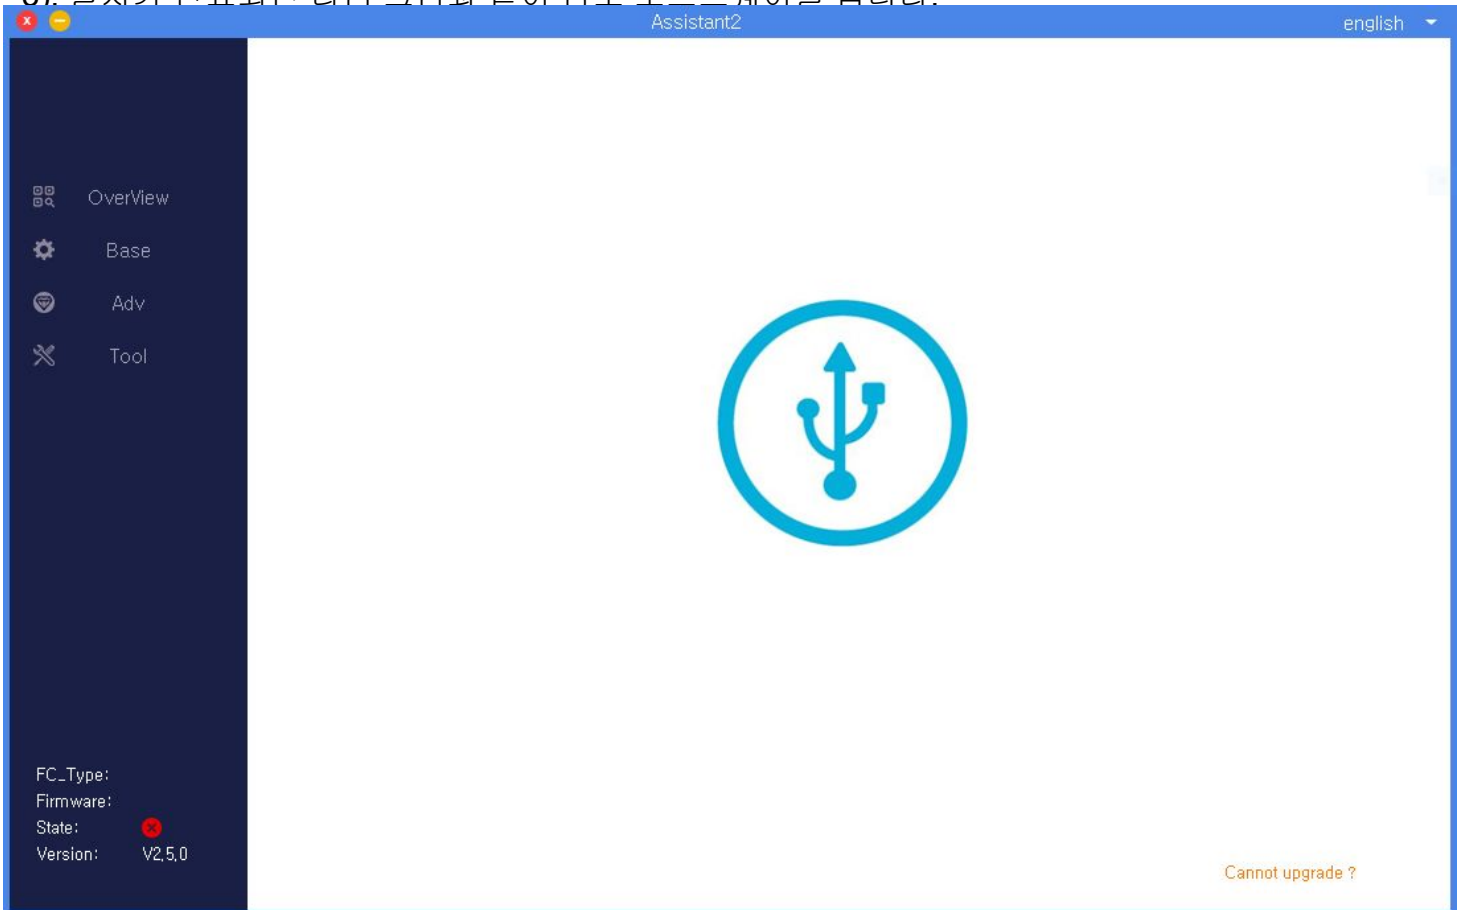 Assistant2
english
OverView
Base
Adv
Tool
FC_Type:
Firmware:
State:
Version: V2.5.0
Cannot upgrade ?